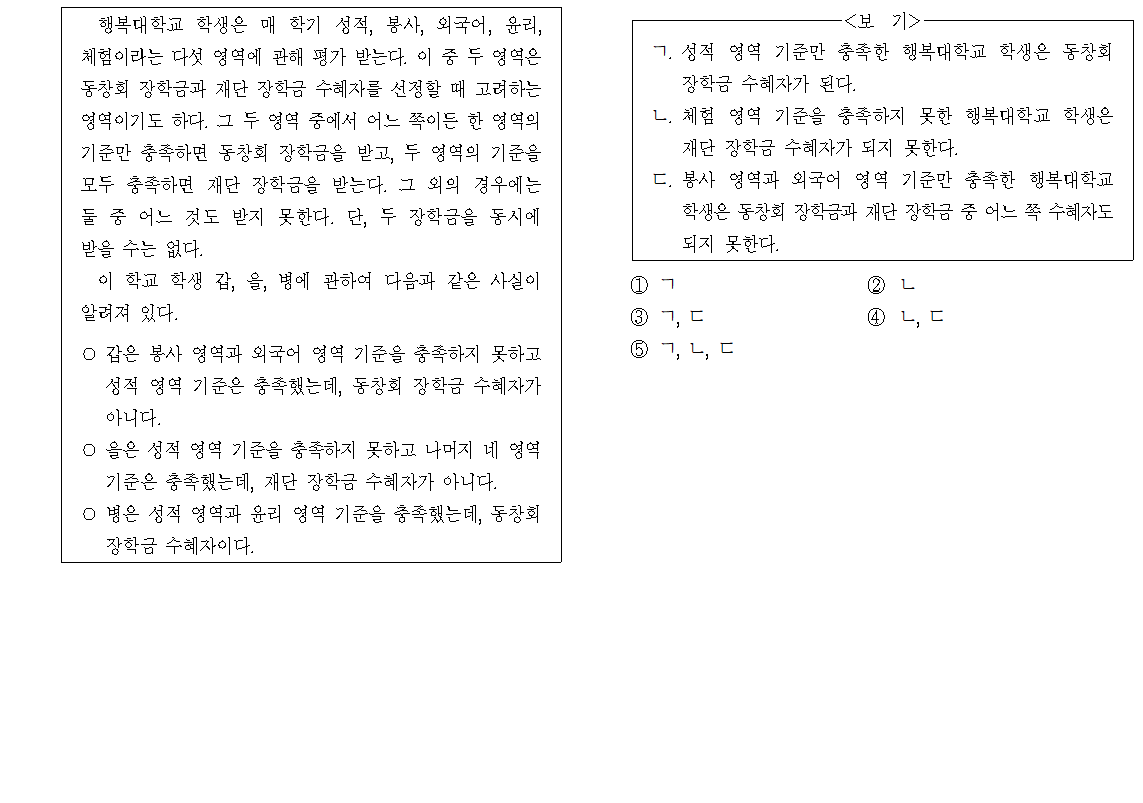 행복대학교 학생은 매 학기 성적, 봉사, 외국어, 윤리,
체험이라는 다섯 영역에 관해 평가 받는다. 이 중 두 영역은
동창회 장학금과 재단 장학금 수혜자를 선정할 때 고려하는
영역이기도 하다. 그 두 영역 중에서 어느 쪽이든 한 영역의
기준만 충족하면 동창회 장학금을 받고, 두 영역의 기준을
모두 충족하면 재단 장학금을 받는다. 그 외의 경우에는
둘 중 어느 것도 받지 못한다. 단, 두 장학금을 동시에
받을 수는 없다.
이 학교 학생 갑, 을, 병에 관하여 다음과 같은 사실이
알려져 있다.
○ 갑은 봉사 영역과 외국어 영역 기준을 충족하지 못하고
성적 영역 기준은 충족했는데, 동창회 장학금 수혜자가
아니다.
○ 을은 성적 영역 기준을 충족하지 못하고 나머지 네 영역
기준은 충족했는데, 재단 장학금 수혜자가 아니다.
○ 병은 성적 영역과 윤리 영역 기준을 충족했는데, 동창회
장학금 수혜자이다.
<보 기>
ㄱ. 성적 영역 기준만 충족한 행복대학교 학생은 동창회
장학금 수혜자가 된다.
ㄴ. 체험 영역 기준을 충족하지 못한 행복대학교 학생은
재단 장학금 수혜자가 되지 못한다.
ㄷ. 봉사 영역과 외국어 영역 기준만 충족한 행복대학교
학생은 동창회 장학금과 재단 장학금 중 어느 쪽 수혜자도
되지 못한다.
① ㄱ ② ㄴ
③ ㄱ, ㄷ ④ ㄴ, ㄷ
⑤ ㄱ, ㄴ, ㄷ